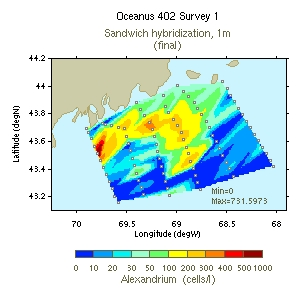 Oceanus 402 Survey 1
Sandwich hybridization, 1m
(final)
44.2
44
43.8
43.6
43.4
43.2
Latitude (degN)
Min=0
Max=731.5973
70 69.5 69 68.5 68
Longitude (degW)
0 10 20 30 50 100 200 300 400 500 1000
Alexandrium (cells/l)